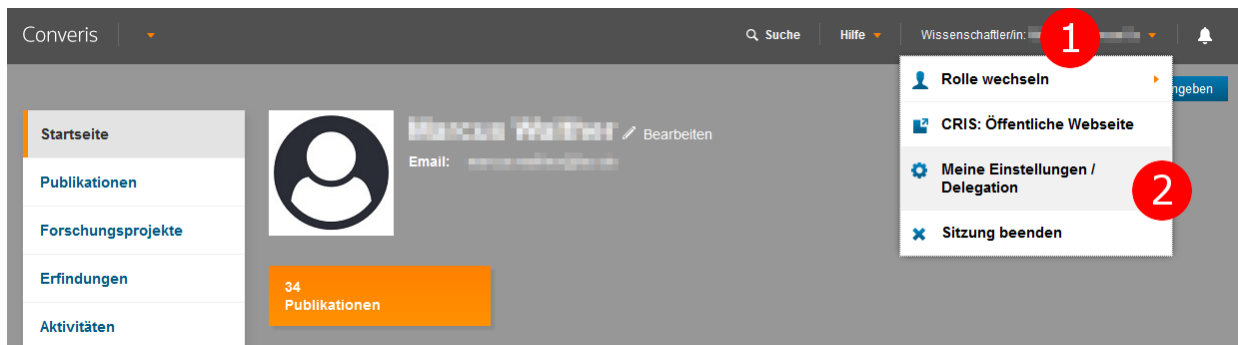 Converis
Suche
Hilfe
Wissenschaftler/in:
1
Rolle wechseln
ngeben
CRIS: Öffentliche Webseite
Meine Einstellungen /
Delegation
2
Sitzung beenden
Startseite
Publikationen
Forschungsprojekte
Erfindungen
Aktivitäten
Bearbeiten
Email:
34
Publikationen